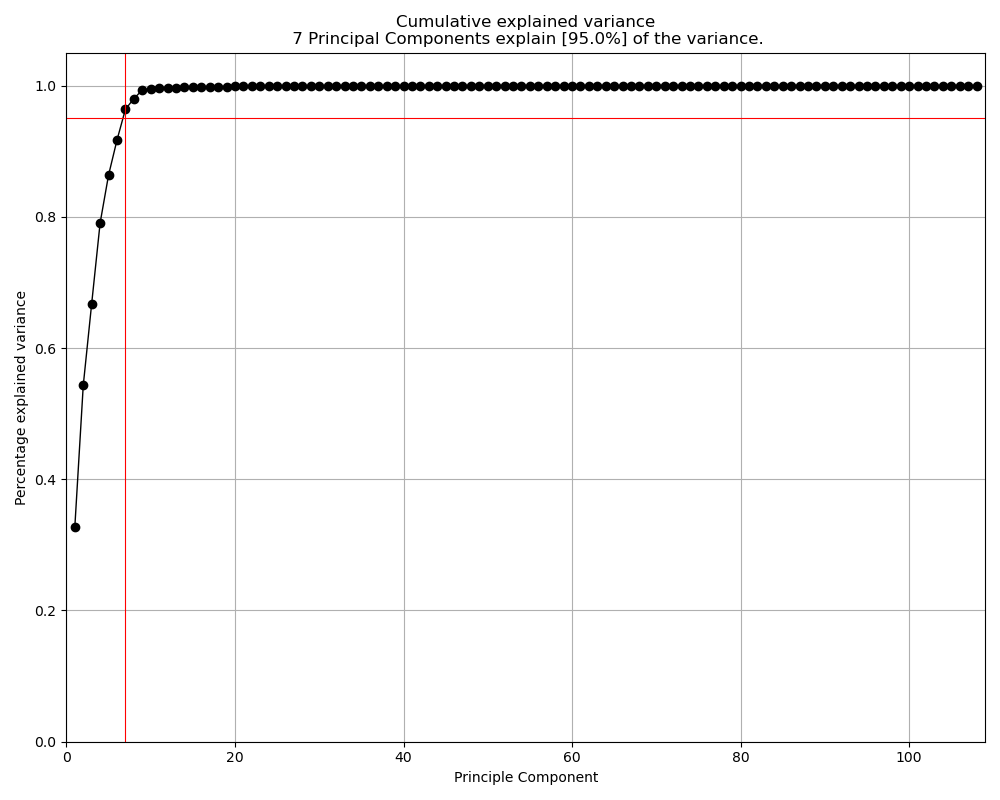 Cumulative explained variance
7 Principal Components explain [95.0%] of the variance.
Percentage explained variance
1.0
0.8
0.6
0.4
0.2
0.0
0 20 40 60 80 100
Principle Component